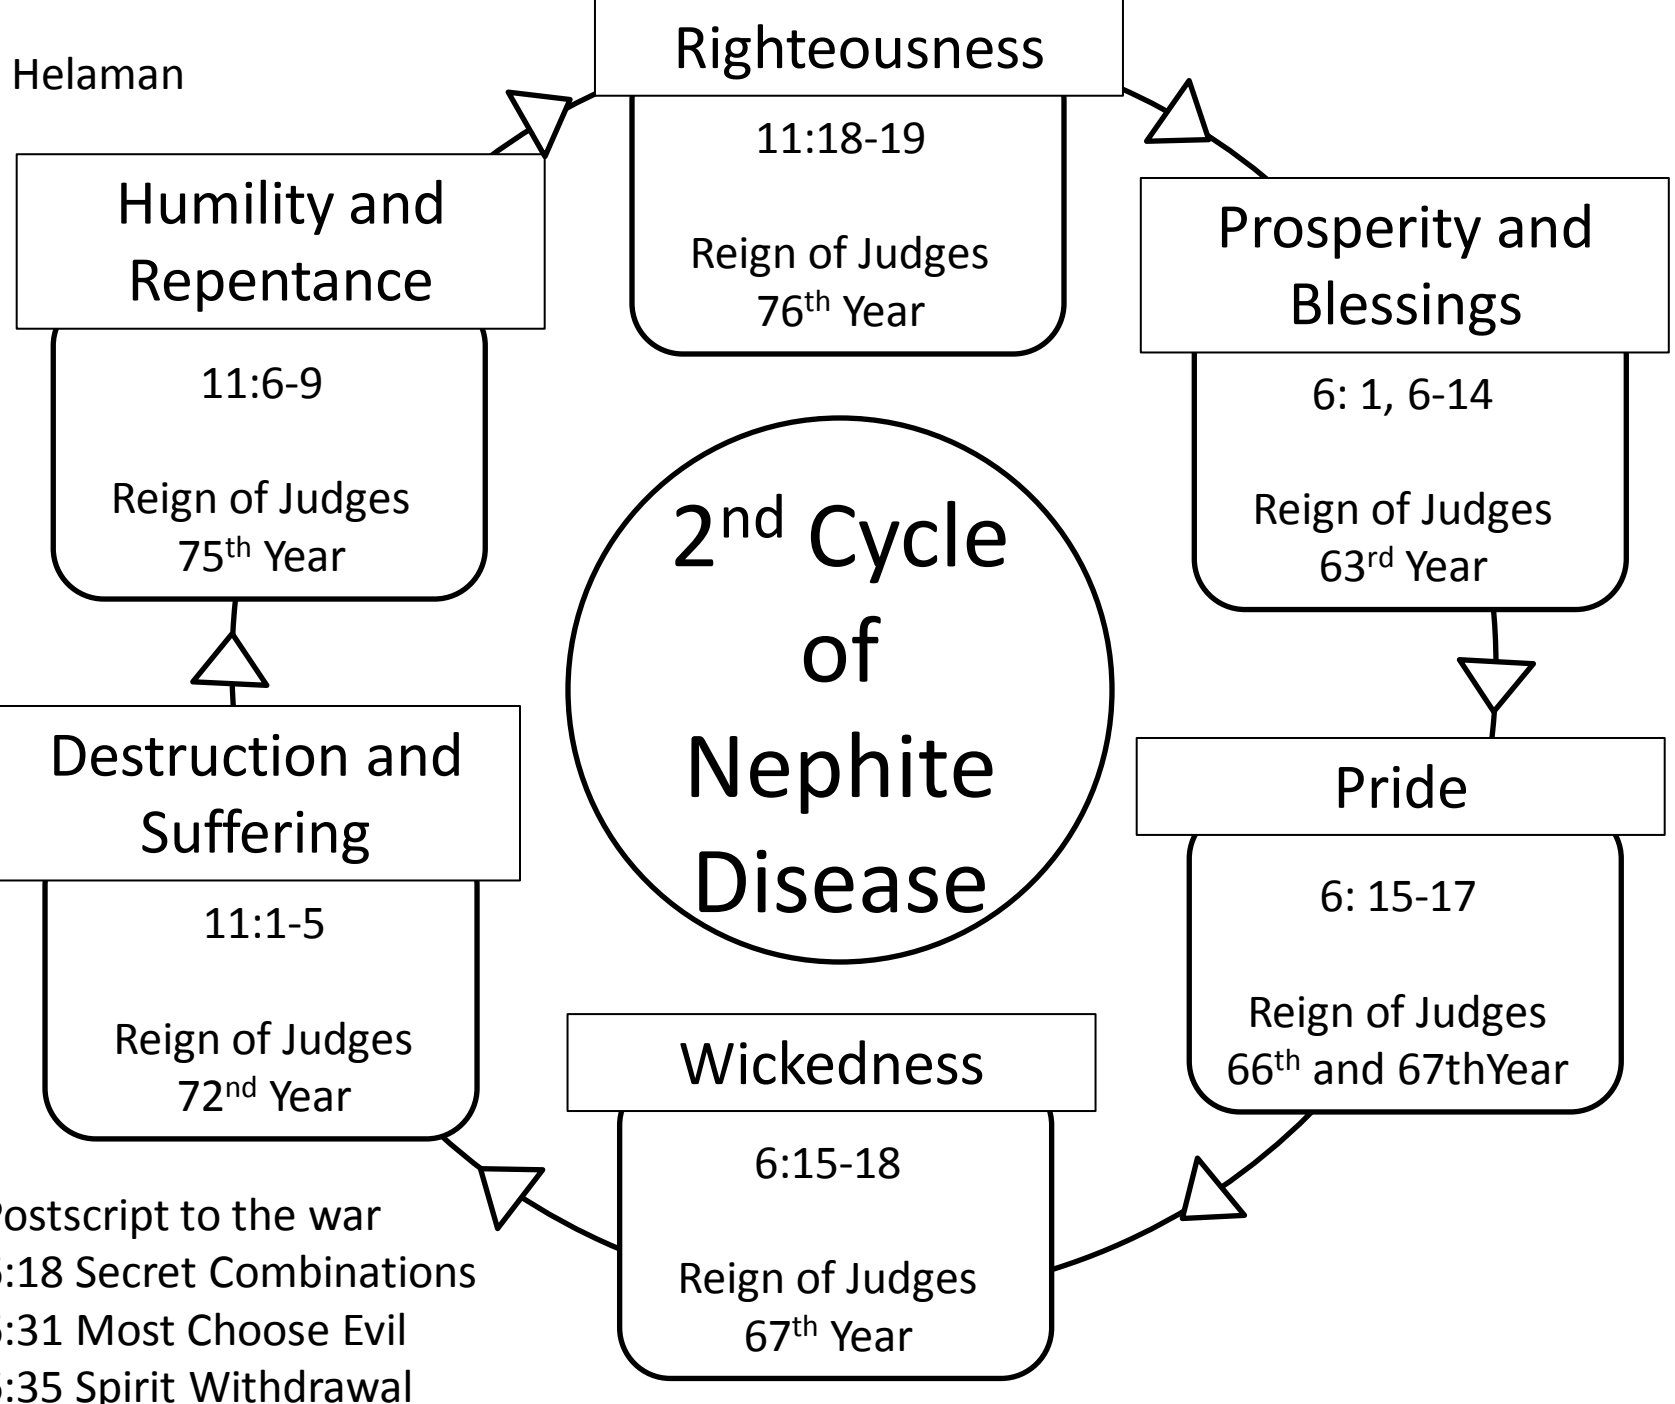 Helaman
Righteousness
11:18-19
Reign of Judges
76th Year
Prosperity and
Blessings
6: 1, 6-14
Reign of Judges
63rd Year
Pride
6: 15-17
Reign of Judges
66th and 67thYear
Wickedness
6:15-18
Reign of Judges
67th Year
Destruction and
Suffering
11:1-5
Reign of Judges
72nd Year
Humility and
Repentance
11:6-9
Reign of Judges
75th Year
2nd Cycle
of
Nephite
Disease
Postscript to the war
:18 Secret Combinations
:31 Most Choose Evil
:35 Spirit Withdrawal